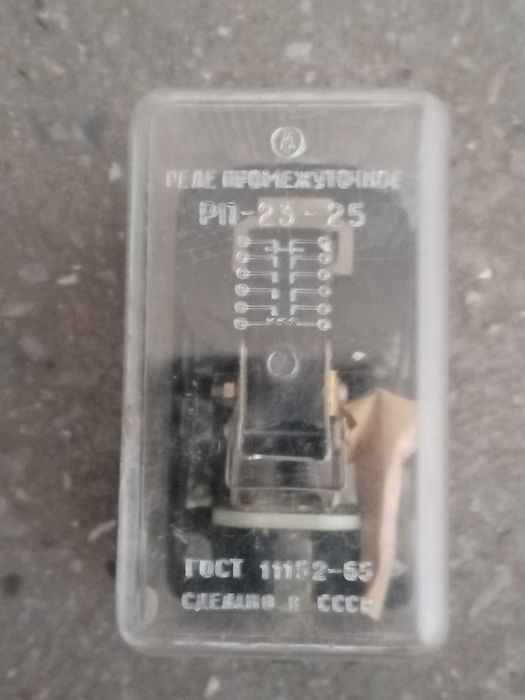 РЕЛЕ ПРОМЕЖУТОЧНОЕ
РП-23-25
ГОСТ 11152-65
СДЕЛАНО В СССР